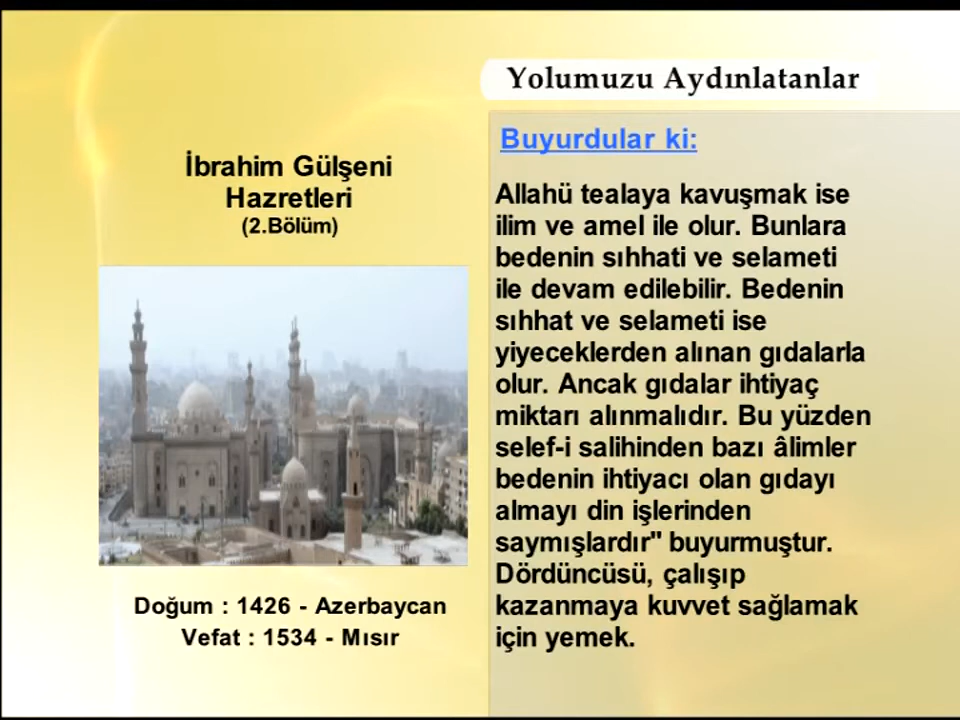 Yolumuzu Aydınlatanlar
İbrahim Gülşeni
Hazretleri
(2.Bölüm)
Doğum : 1426 - Azerbaycan
Vefat : 1534 - Mısır
Buyurdular ki:
Allahü tealaya kavuşmak ise
ilim ve amel ile olur. Bunlara
bedenin sıhhati ve selameti
ile devam edilebilir. Bedenin
sıhhat ve selameti ise
yiyeceklerden alınan gıdalarla
olur. Ancak gıdalar ihtiyaç
miktarı alınmalıdır. Bu yüzden
selef-i salihinden bazı âlimler
bedenin ihtiyacı olan gıdayı
almayı din işlerinden
saymışlardır" buyurmuştur.
Dördüncüsü, çalışıp
kazanmaya kuvvet sağlamak
için yemek.